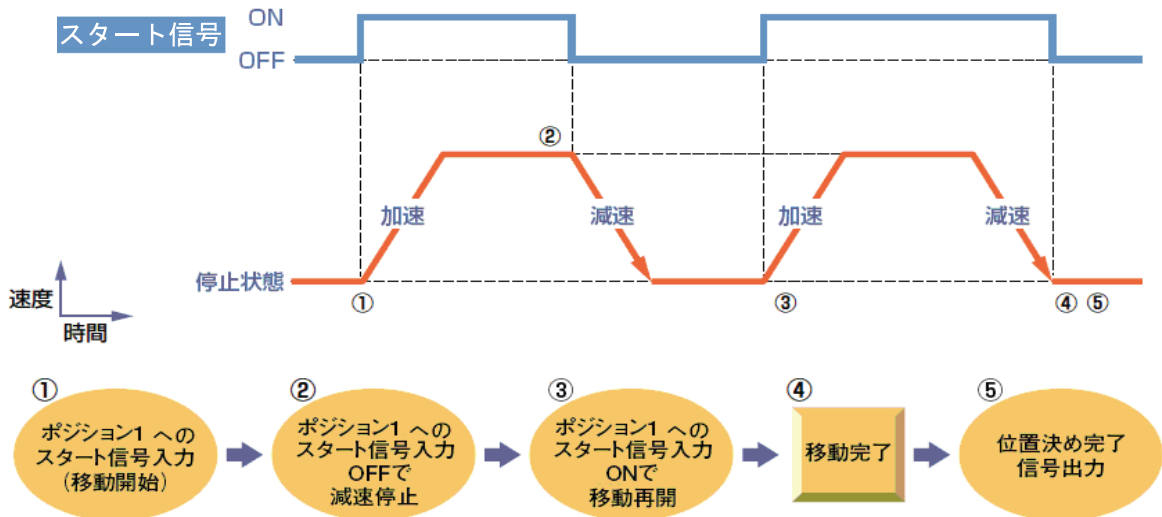 スタート信号
ON
OFF
②
加速
減速
加速
減速
停止状態
①
③
④ ⑤
速度
時間
①
ポジション1 への
スタート信号入力
(移動開始)
②
ポジション1 への
スタート信号入力
OFFで
減速停止
③
ポジション1 への
スタート信号入力
ONで
移動再開
④
移動完了
⑤
位置決め完了
信号出力